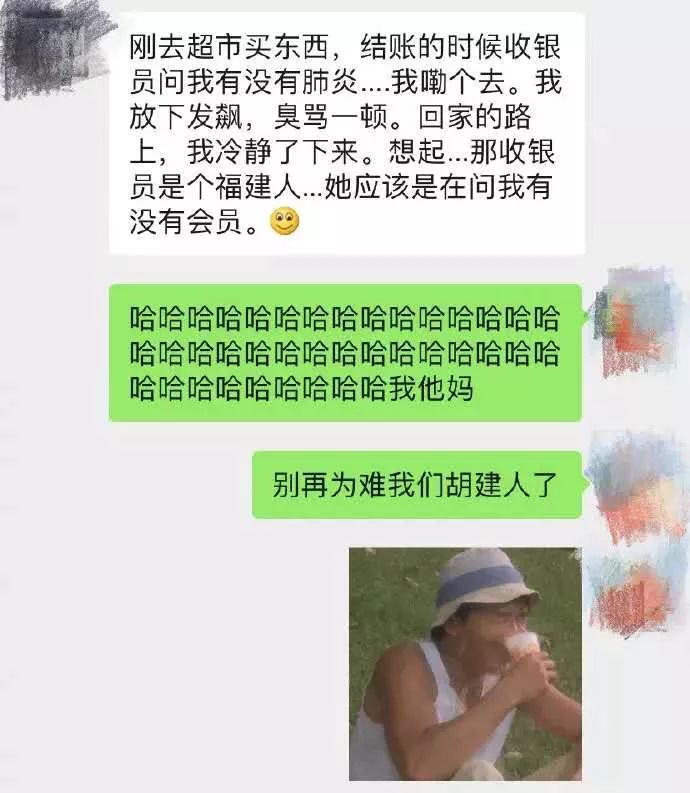 刚去超市买东西，结账的时候收银
员问我有没有肺炎....我嘞个去。我
放下发飙，臭骂一顿。回家的路
上，我冷静了下来。想起...那收银
员是个福建人...她应该是在问我有
没有会员。
哈哈哈哈哈哈哈哈哈哈哈哈哈哈哈
哈哈哈哈哈哈哈哈哈哈哈哈哈哈哈
哈哈哈哈哈哈哈哈哈我他妈
别再为难我们胡建人了